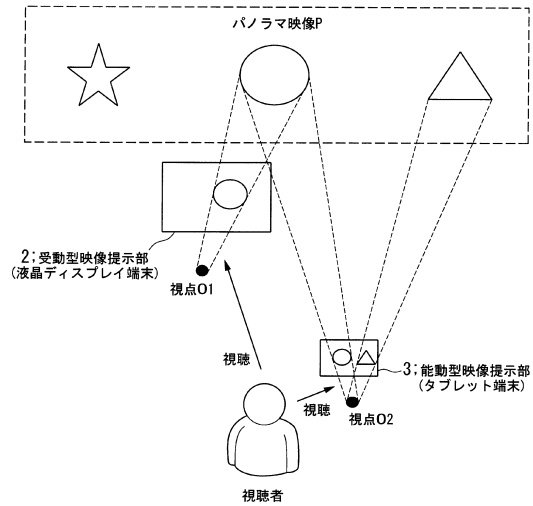 パノラマ映像P
2;受動型映像提示部
(液晶ディスプレイ端末)
視点O1
視聴
3;能動型映像提示部
(タブレット端末)
視聴
視点O2
視聴者